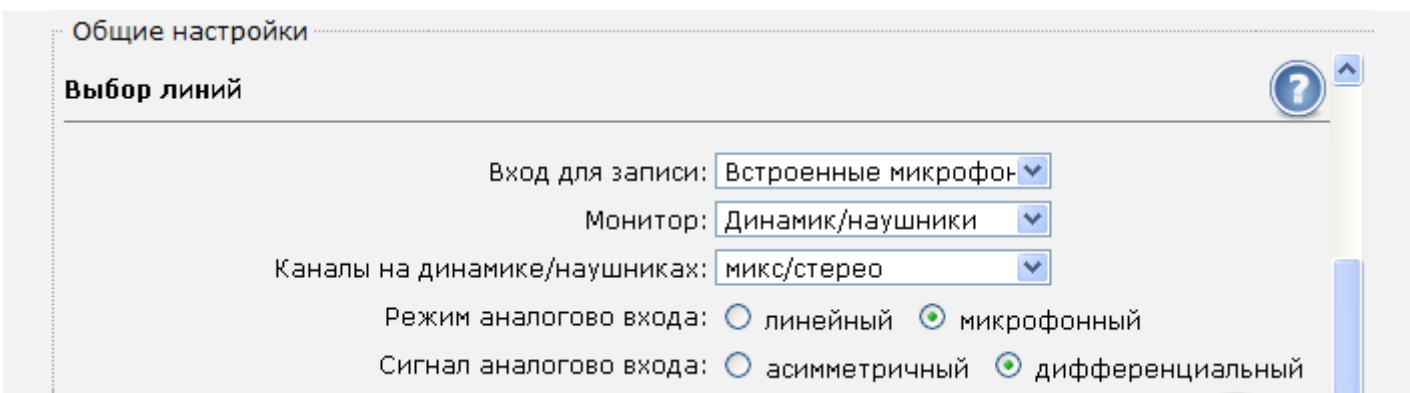 Общие настройки
Выбор линий
?
Вход для записи: Встроенные микрофон
Монитор: Динамик/наушники
Каналы на динамике/наушниках: микс/стерео
Режим аналогово входа: линейный микрофонный
Сигнал аналогово входа: асимметричный дифференциальный